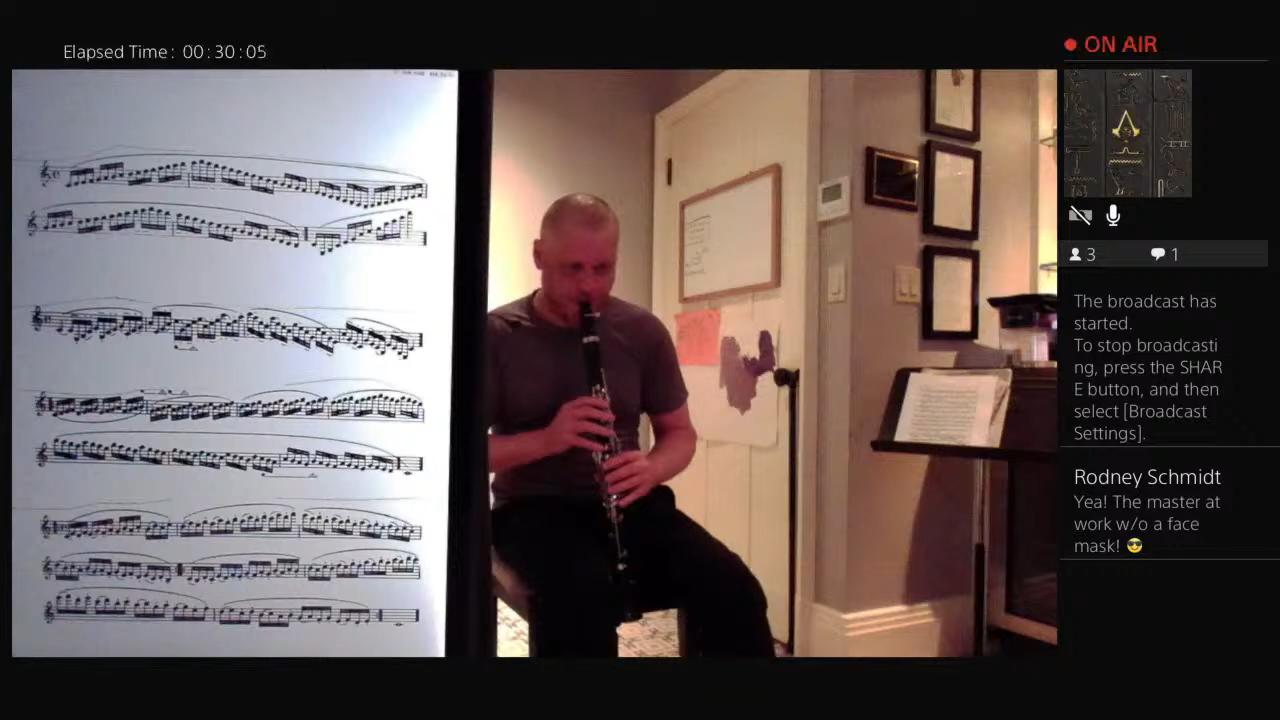 Elapsed Time: 00:30:05
ON AIR
3
1
The broadcast has
started.
To stop broadcasti
ng, press the SHAR
E button, and then
select [Broadcast
Settings].
Rodney Schmidt
Yea! The master at
work w/o a face
mask! 😎